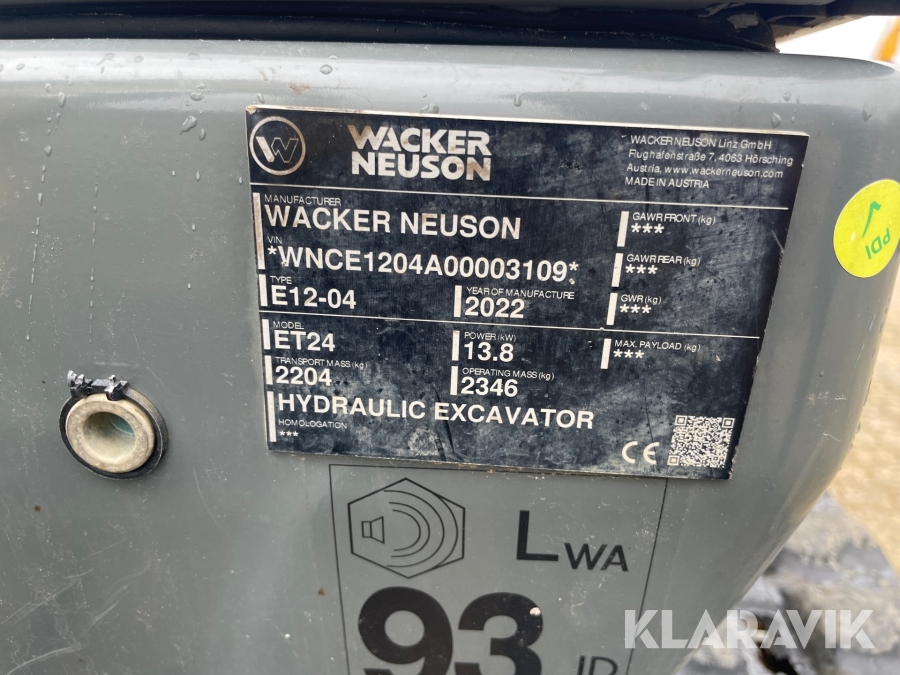 W
WACKER
NEUSON
WACKER NEUSON Linz GmbH
Flughafenstraße 7, 4063 Hörsching
Austria, www.wackerneuson.com
MADE IN AUSTRIA
MANUFACTURER
WACKER NEUSON
VIN
*WNCE1204A00003109*
TYPE
E12-04
YEAR OF MANUFACTURE
2022
MODEL
ET24
POWER (kW)
13.8
TRANSPORT MASS (kg)
2204
OPERATING MASS (kg)
2346
HYDRAULIC EXCAVATOR
HOMOLOGATION
***
GAWR FRONT (kg)
***
GAWR REAR (kg)
***
GWR (kg)
***
MAX. PAYLOAD (kg)
***
CE
PDI
LWA
93
KLARAVIK